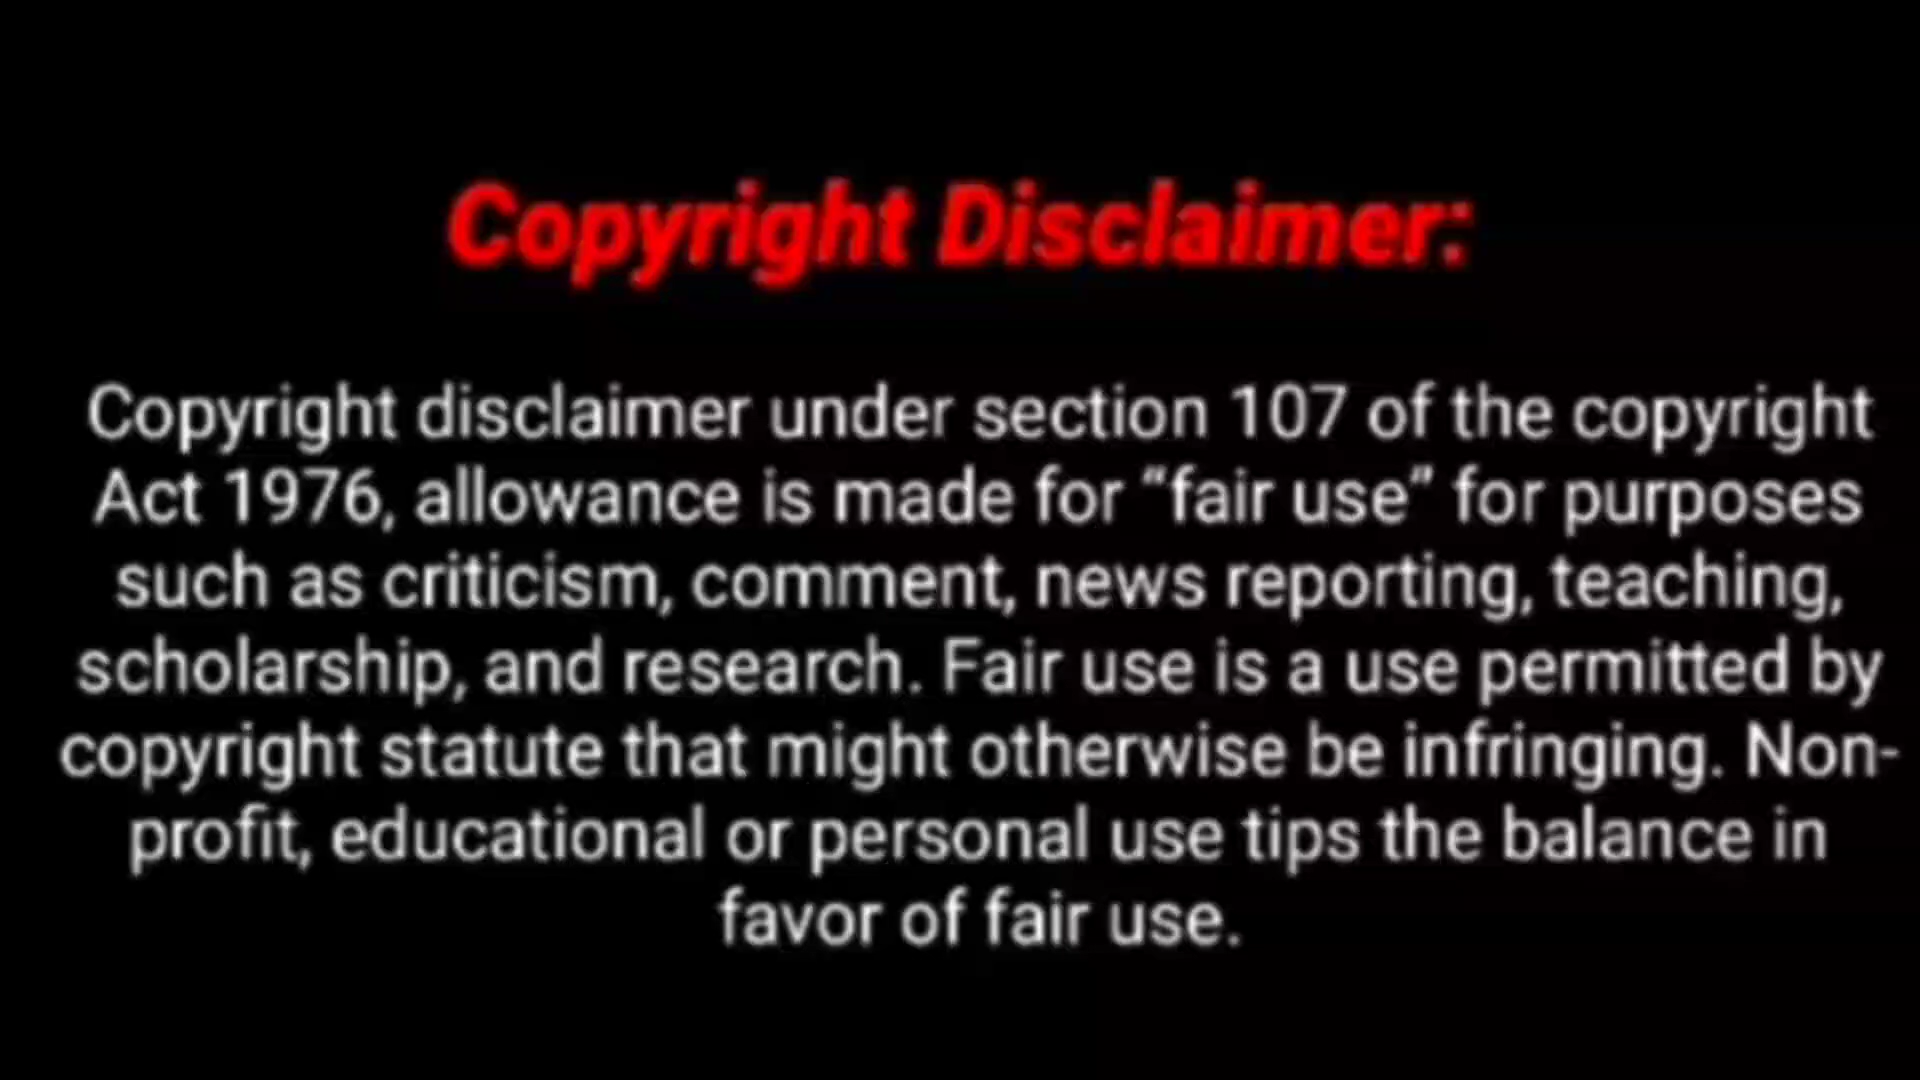 Copyright Disclaimer:
Copyright disclaimer under section 107 of the copyright
Act 1976, allowance is made for “fair use” for purposes
such as criticism, comment, news reporting, teaching,
scholarship, and research. Fair use is a use permitted by
copyright statute that might otherwise be infringing. Non-
profit, educational or personal use tips the balance in
favor of fair use.